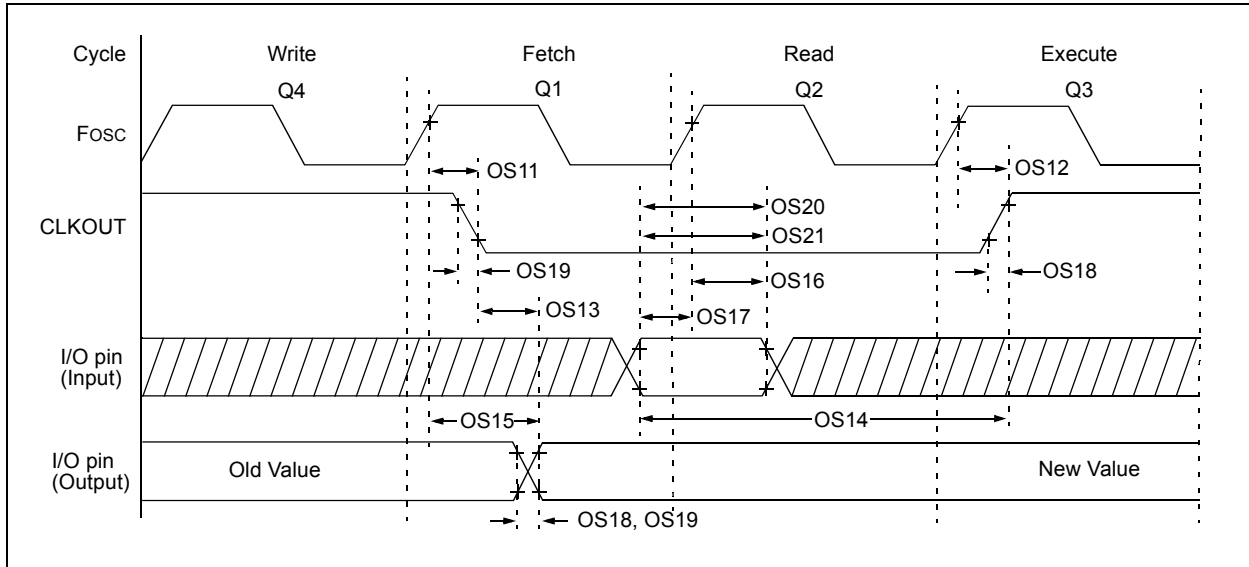 Cycle Write Fetch Read Execute
Q4 Q1 Q2 Q3
FOSC
OS11 OS12
OS20
CLKOUT
OS21
OS19 OS16 OS18
OS13 OS17
I/O pin
(Input)
OS15 OS14
I/O pin
(Output)
Old Value New Value
OS18, OS19